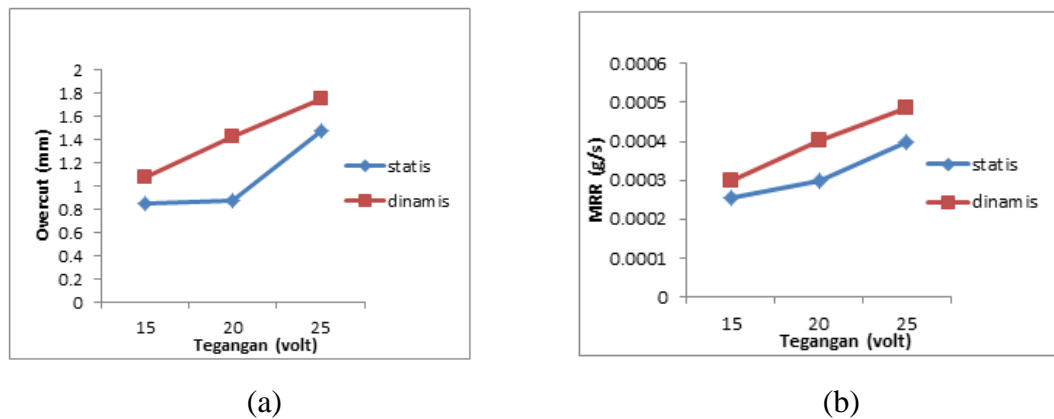 2
1.8
1.6
1.4
1.2
1
0.8
0.6
0.4
0.2
0
Overcut (mm)
15 20 25
Tegangan (volt)
statis
dinamis
(a)
0.0006
0.0005
0.0004
0.0003
0.0002
0.0001
0
MRR (g/s)
15 20 25
Tegangan (volt)
statis
dinamis
(b)